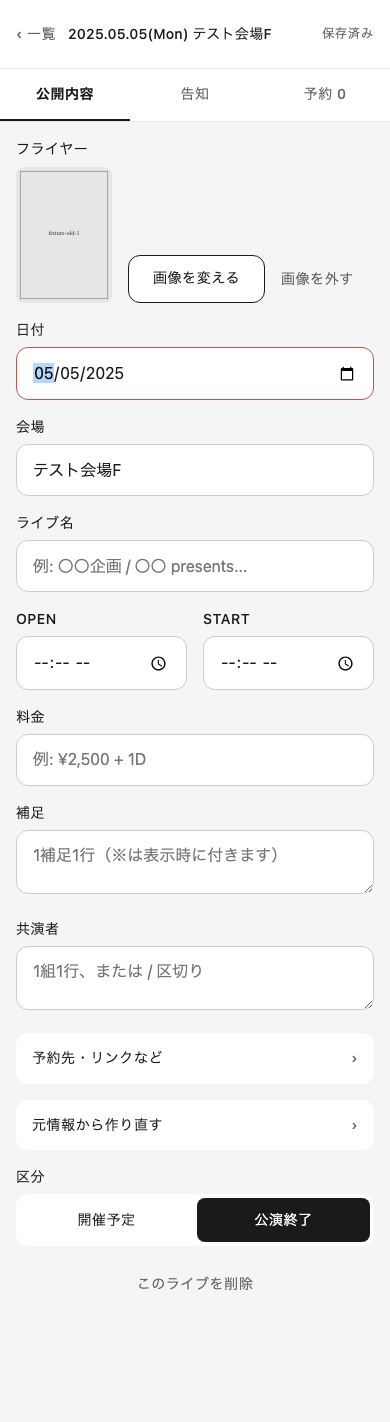 ‹ 一覧 2025.05.05(Mon) テスト会場F 保存済み
公開内容 告知 予約 0
フライヤー
fixture-old-1
画像を変える 画像を外す
日付
05/05/2025
会場
テスト会場F
ライブ名
例: 〇〇企画 / 〇〇 presents...
OPEN START
--:-- -- --:-- --
料金
例: ¥2,500 + 1D
補足
1補足1行（※は表示時に付きます）
共演者
1組1行、または / 区切り
予約先・リンクなど ›
元情報から作り直す ›
区分
開催予定 公演終了
このライブを削除